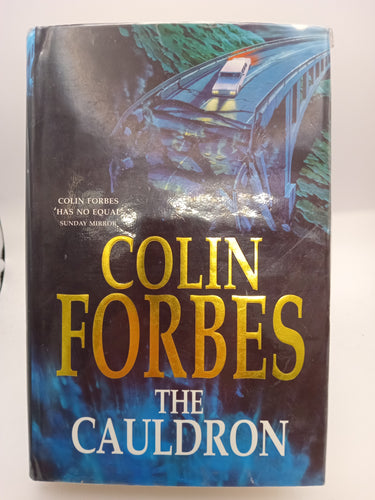 COLIN FORBES
'HAS NO EQUAL'
SUNDAY MIRROR
COLIN
FORBES
THE
CAULDRON